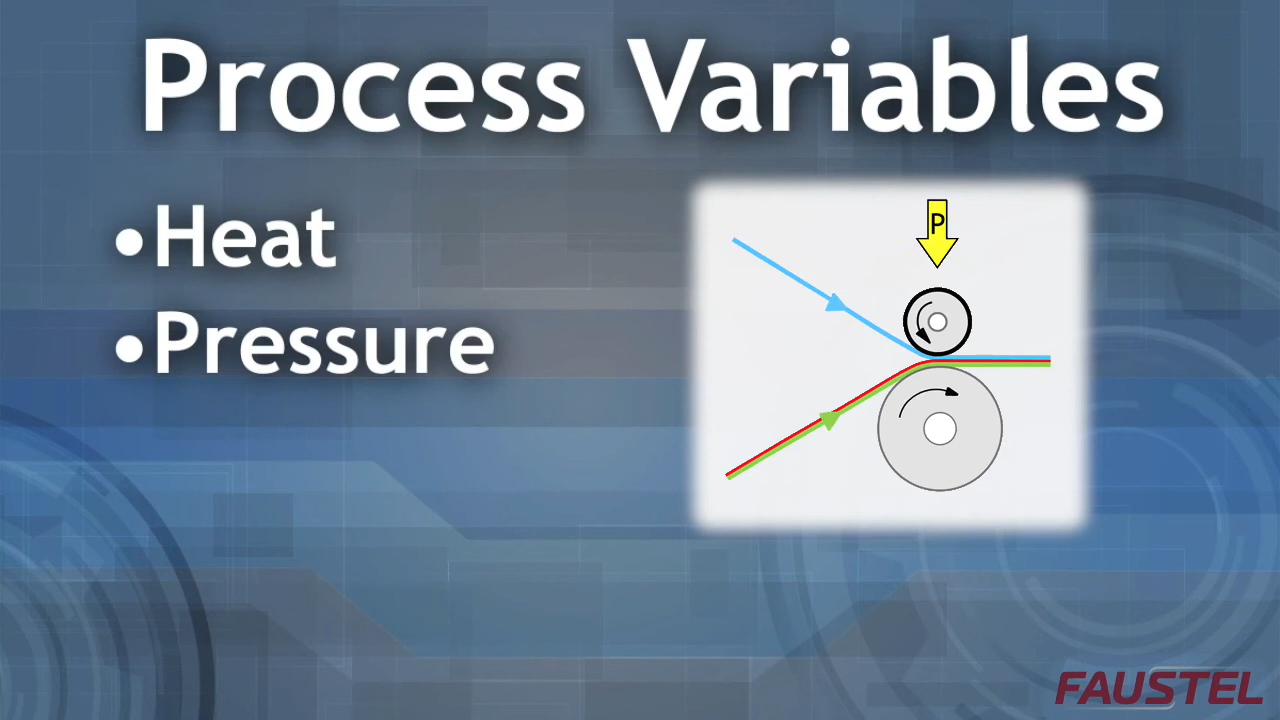 Process Variables
•Heat
•Pressure
P
FAUSTEL